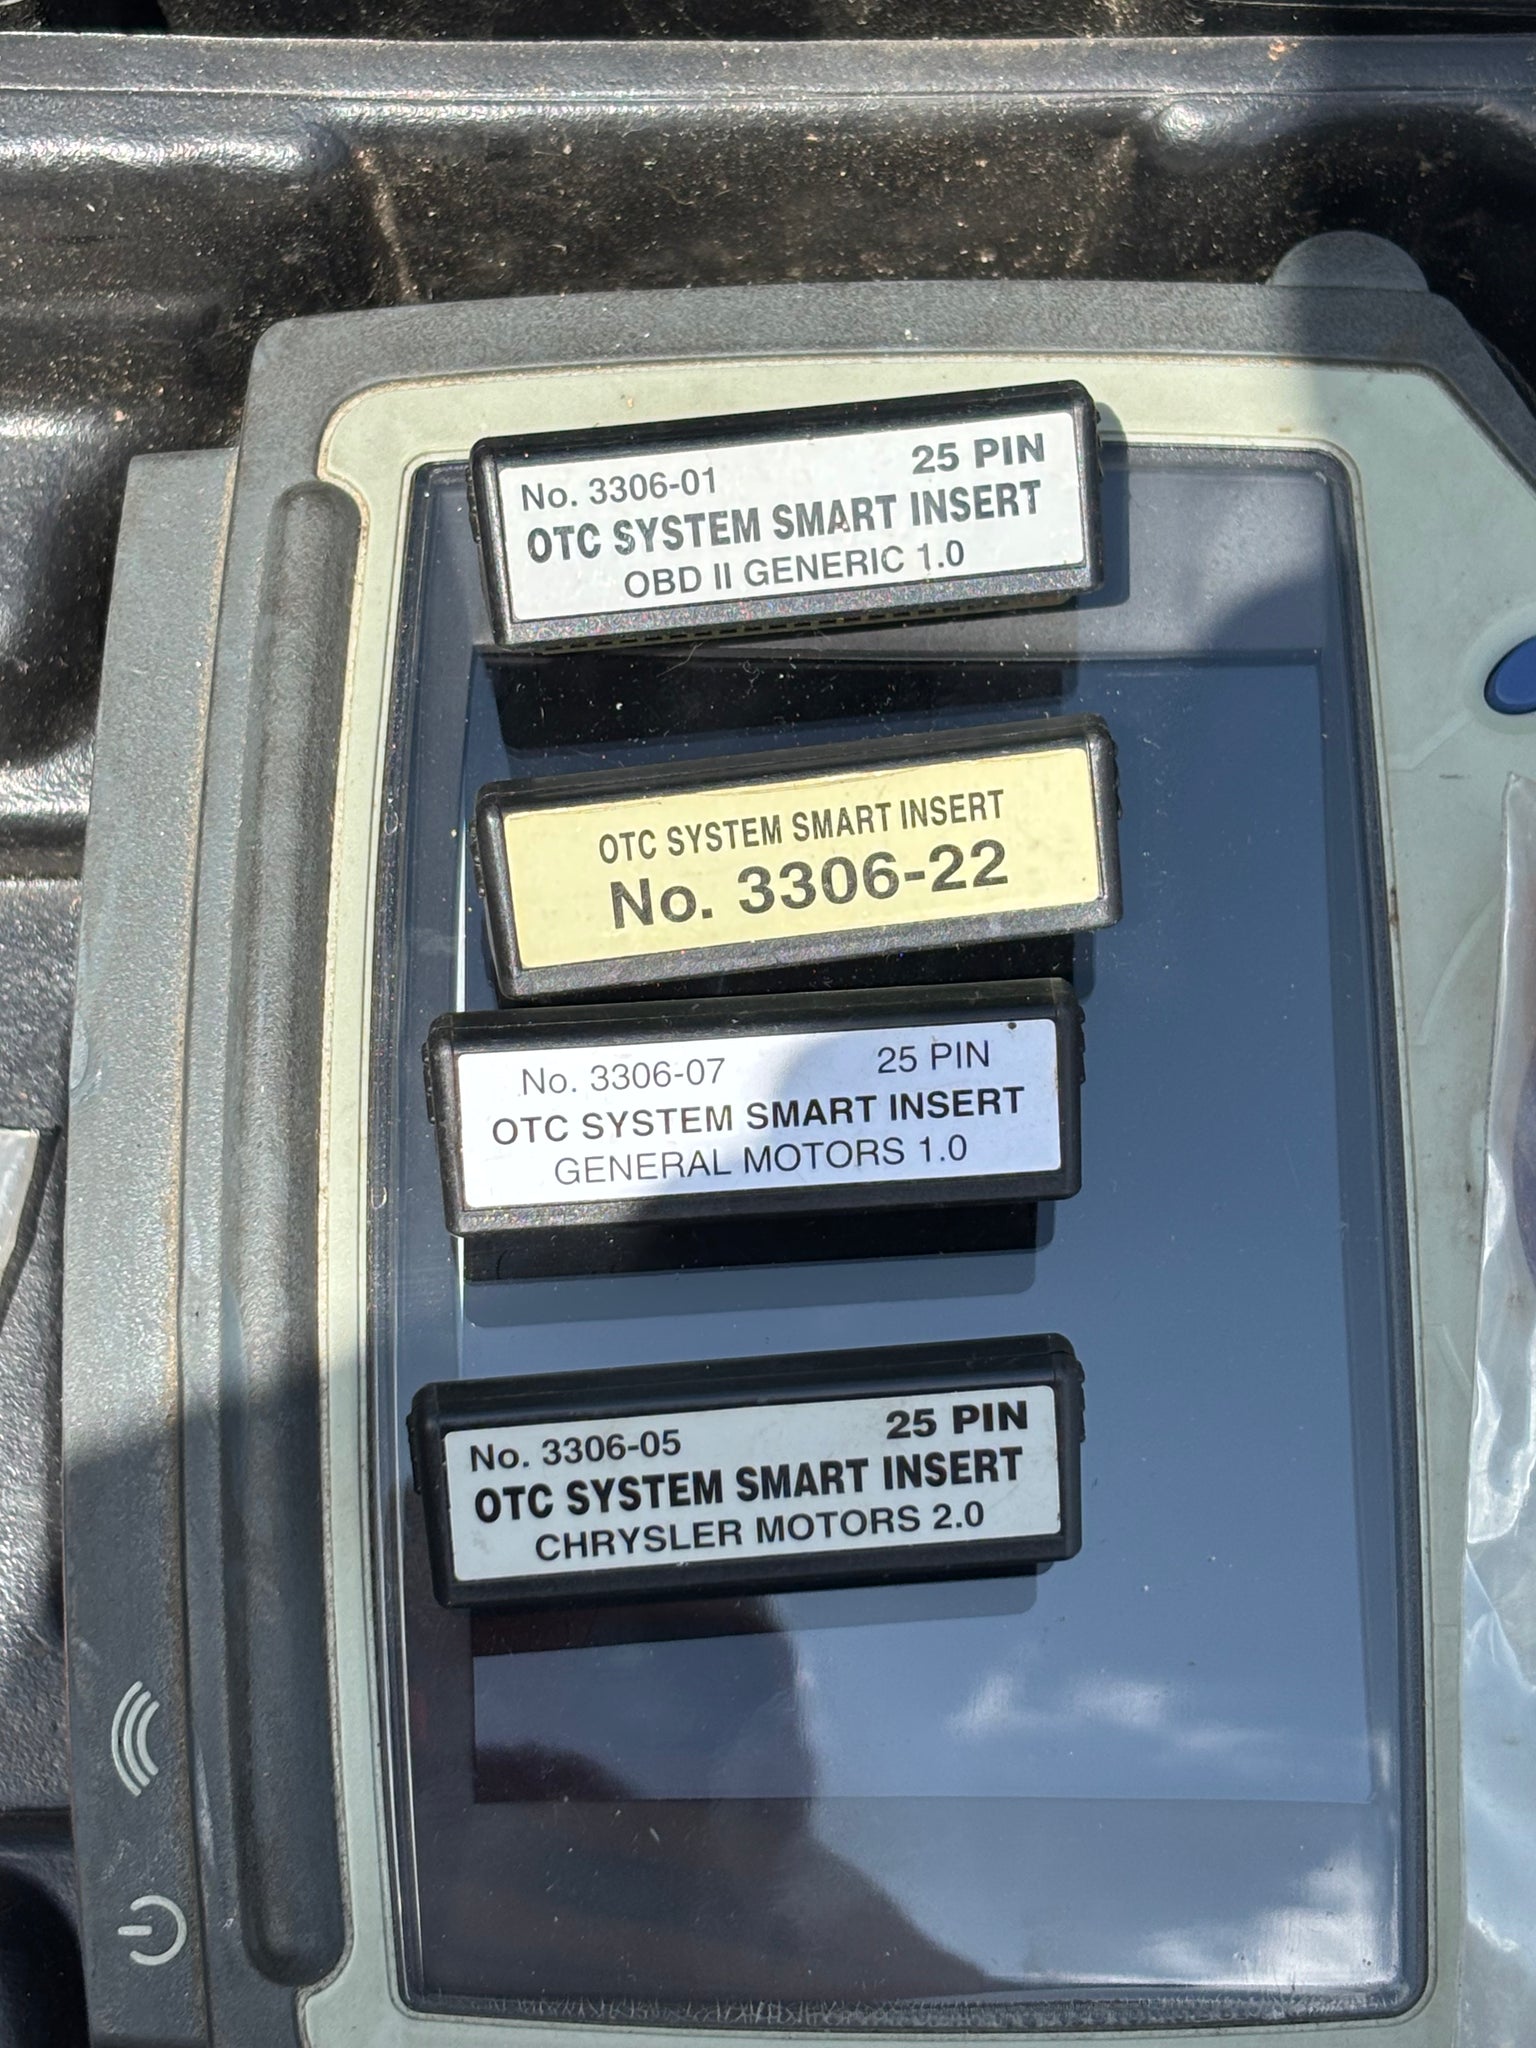 No. 3306-01 25 PIN
OTC SYSTEM SMART INSERT
OBD II GENERIC 1.0
OTC SYSTEM SMART INSERT
No. 3306-22
No. 3306-07 25 PIN
OTC SYSTEM SMART INSERT
GENERAL MOTORS 1.0
No. 3306-05 25 PIN
OTC SYSTEM SMART INSERT
CHRYSLER MOTORS 2.0